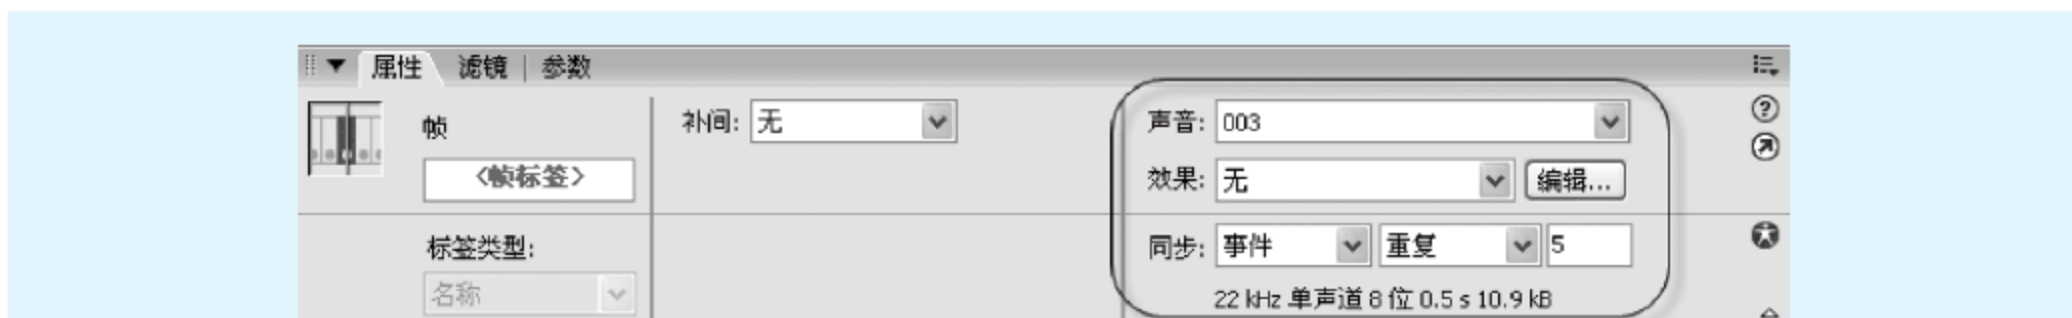 属性 滤镜 参数
帧 补间: 无 声音: 003
<帧标签> 效果: 无 编辑...
标签类型: 同步: 事件 重复 5
名称 22 kHz 单声道 8 位 0.5 s 10.9 kB